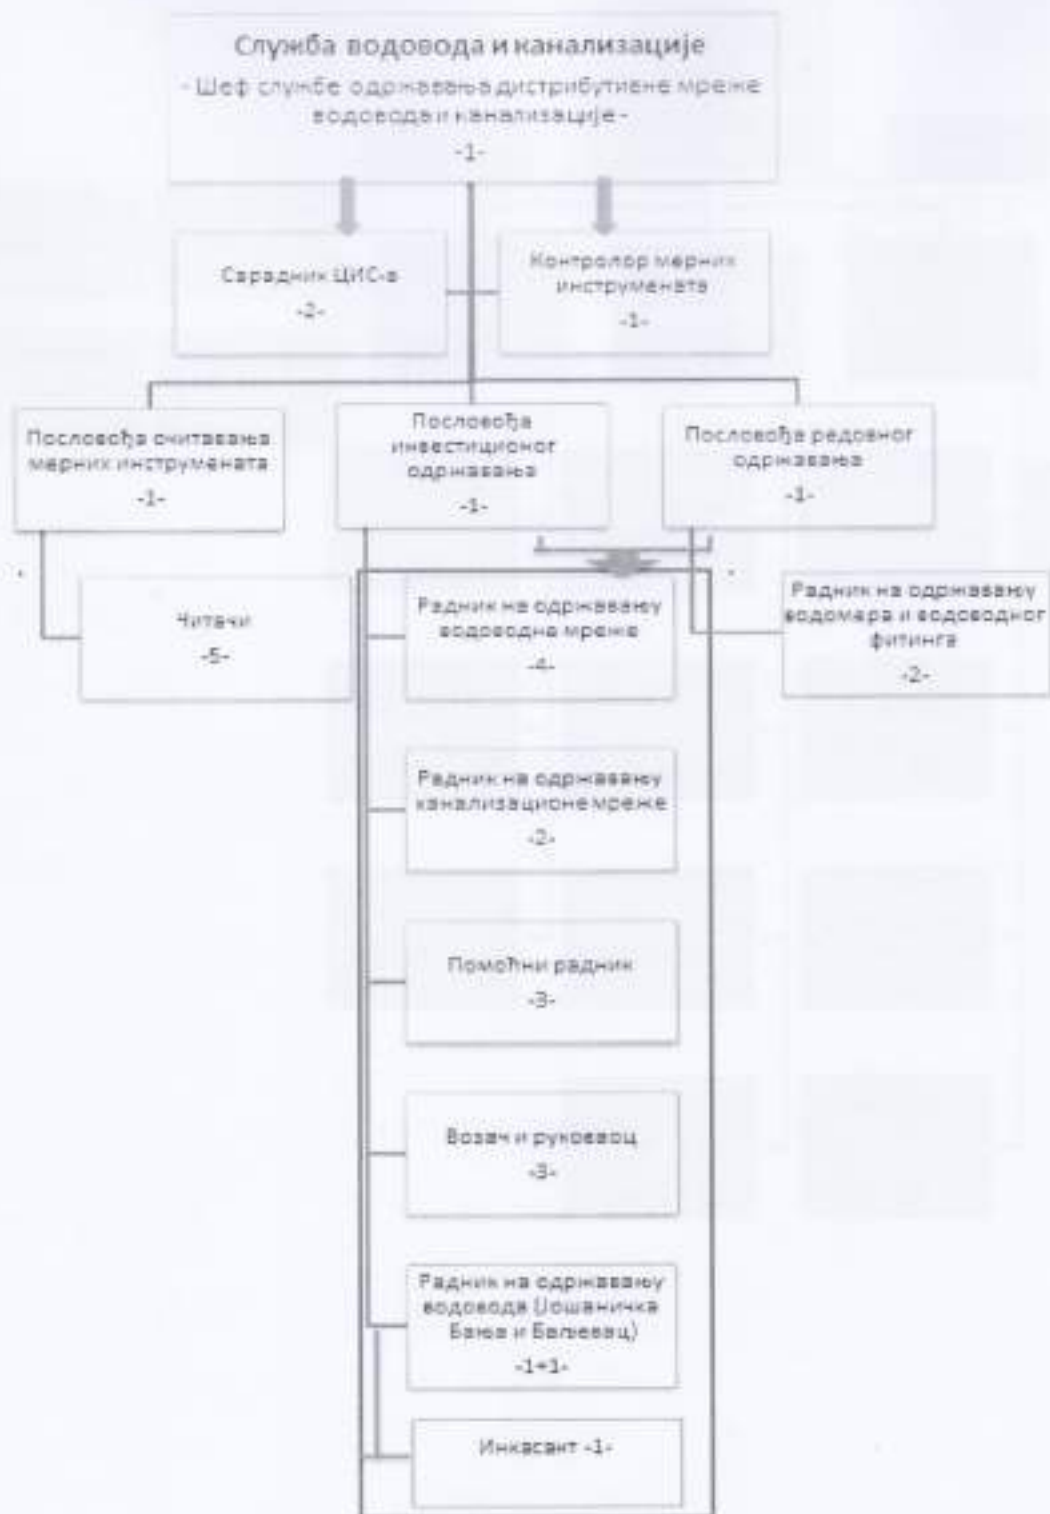 Служба водовода и канализације
- Шеф службе одржавања дистрибутивне мреже
водовода и канализације -
-1-
Сарадник ЦИС-а
-2-
Контролор мерних
инструмената
-1-
Пословођа очитавања
мерних инструмената
-1-
Пословођа
инвестиционог
одржавања
-1-
Пословођа редовног
одржавања
-1-
Читачи
-5-
Радник на одржавању
водоводне мреже
-4-
Радник на одржавању
водомера и водоводног
фитинга
-2-
Радник на одржавању
канализационе мреже
-2-
Помоћни радник
-3-
Возач и руковаоц
-3-
Радник на одржавању
водовода (Јошаничка
Бања и Баљевац)
-1+1-
Инкасант -1-